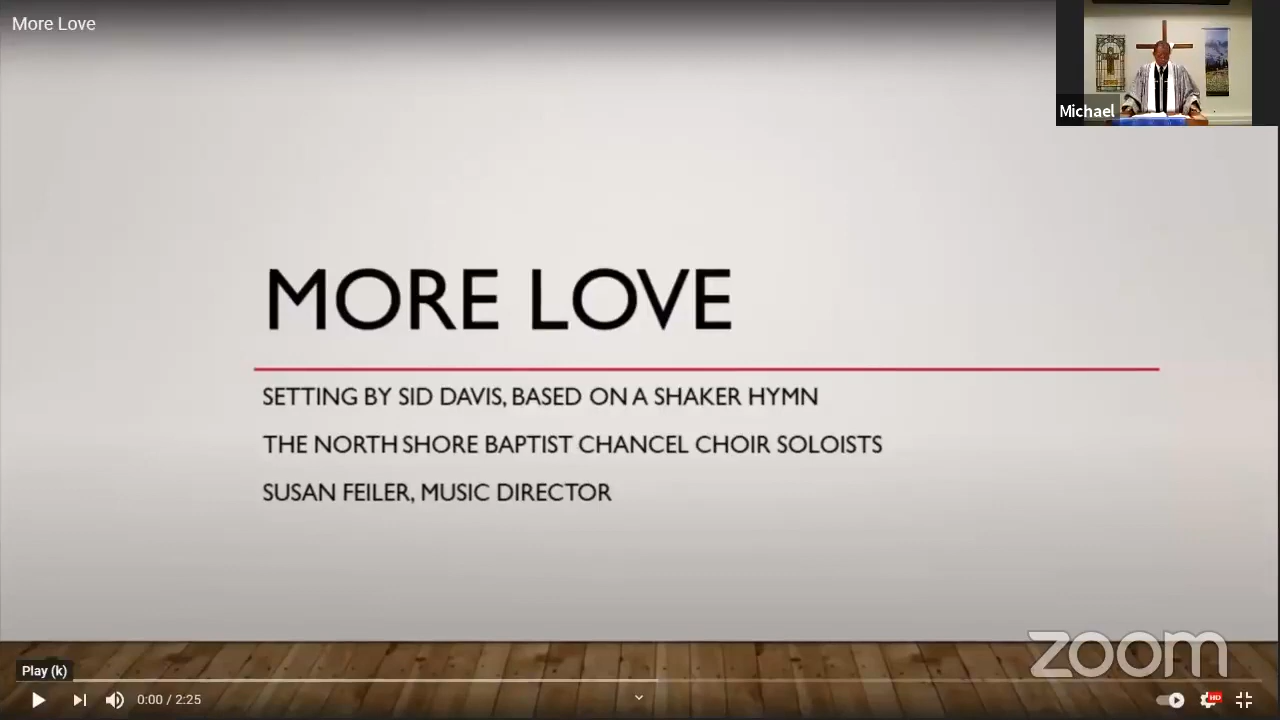 More Love
Michael
MORE LOVE
SETTING BY SID DAVIS, BASED ON A SHAKER HYMN
THE NORTH SHORE BAPTIST CHANCEL CHOIR SOLOISTS
SUSAN FEILER, MUSIC DIRECTOR
zoom
Play (k)
0:00 / 2:25
HD